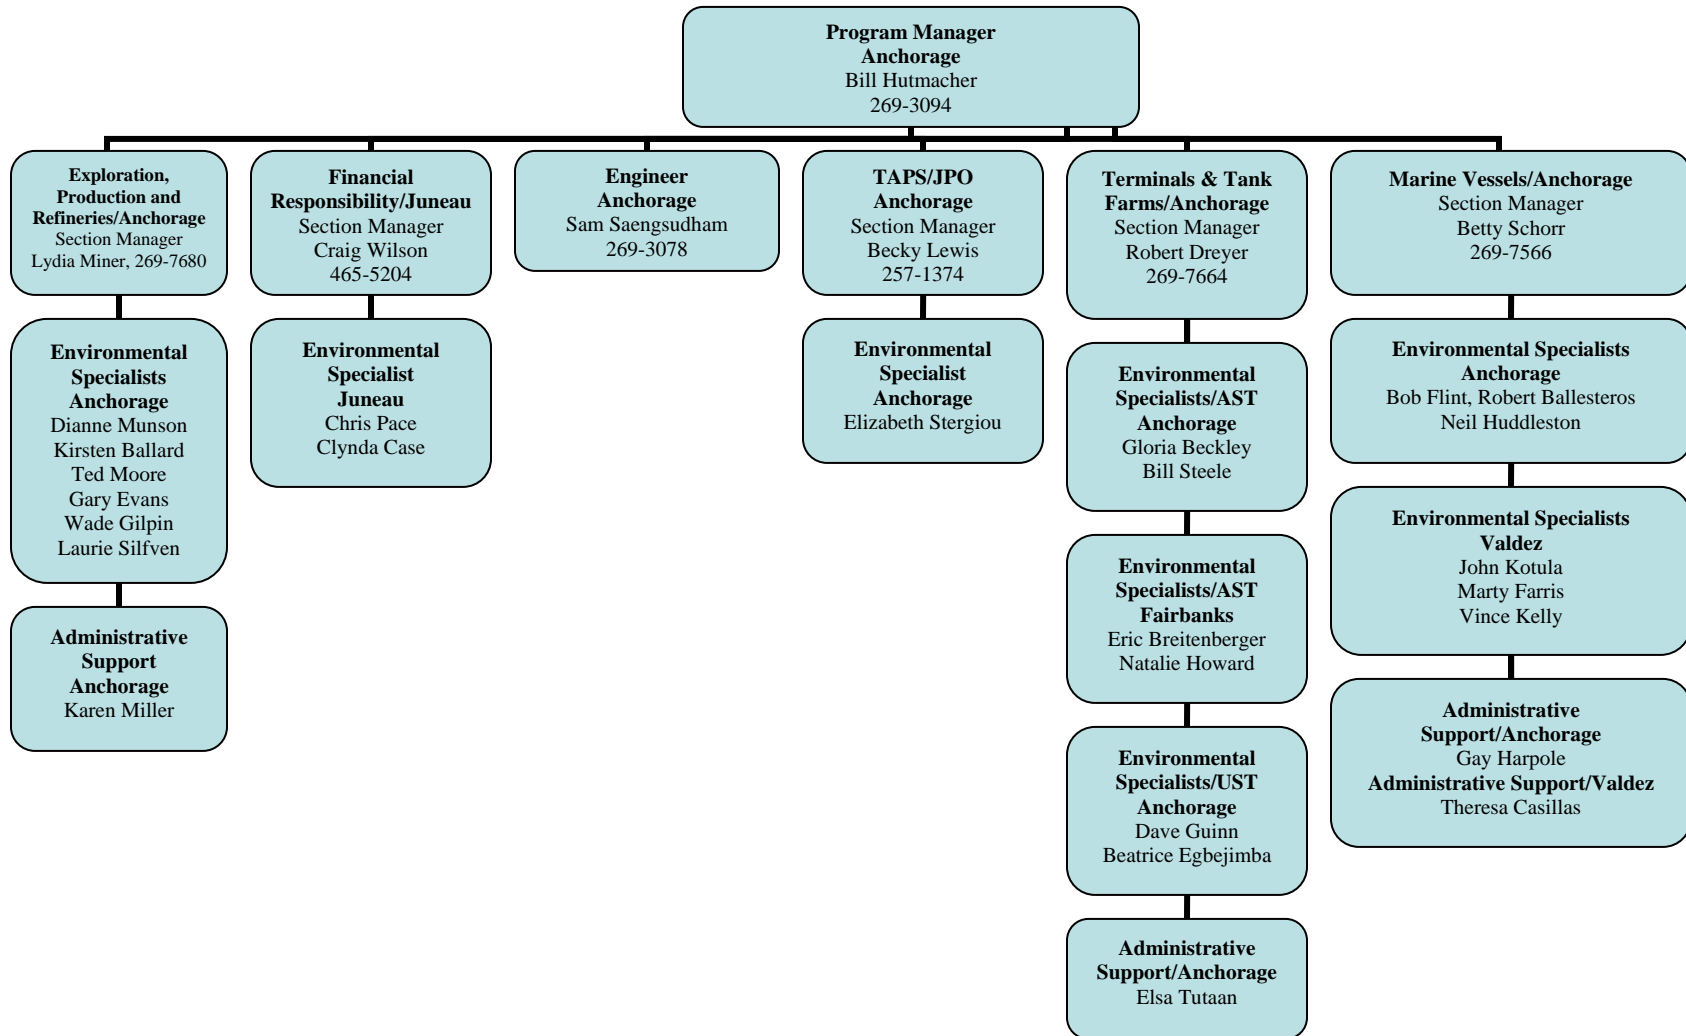 Program Manager
Anchorage
Bill Hutmacher
269-3094
Exploration,
Production and
Refineries/Anchorage
Section Manager
Lydia Miner, 269-7680
Financial
Responsibility/Juneau
Section Manager
Craig Wilson
465-5204
Engineer
Anchorage
Sam Saengsudham
269-3078
TAPS/JPO
Anchorage
Section Manager
Becky Lewis
257-1374
Terminals & Tank
Farms/Anchorage
Section Manager
Robert Dreyer
269-7664
Marine Vessels/Anchorage
Section Manager
Betty Schorr
269-7566
Environmental
Specialists
Anchorage
Dianne Munson
Kirsten Ballard
Ted Moore
Gary Evans
Wade Gilpin
Laurie Silfven
Environmental
Specialist
Juneau
Chris Pace
Clynda Case
Environmental
Specialist
Anchorage
Elizabeth Stergiou
Environmental
Specialists/AST
Anchorage
Gloria Beckley
Bill Steele
Environmental Specialists
Anchorage
Bob Flint, Robert Ballesteros
Neil Huddleston
Environmental Specialists
Valdez
John Kotula
Marty Farris
Vince Kelly
Environmental
Specialists/AST
Fairbanks
Eric Breitenberger
Natalie Howard
Administrative
Support
Anchorage
Karen Miller
Administrative
Support/Anchorage
Gay Harpole
Administrative Support/Valdez
Theresa Casillas
Environmental
Specialists/UST
Anchorage
Dave Guinn
Beatrice Egbejimba
Administrative
Support/Anchorage
Elsa Tutaan